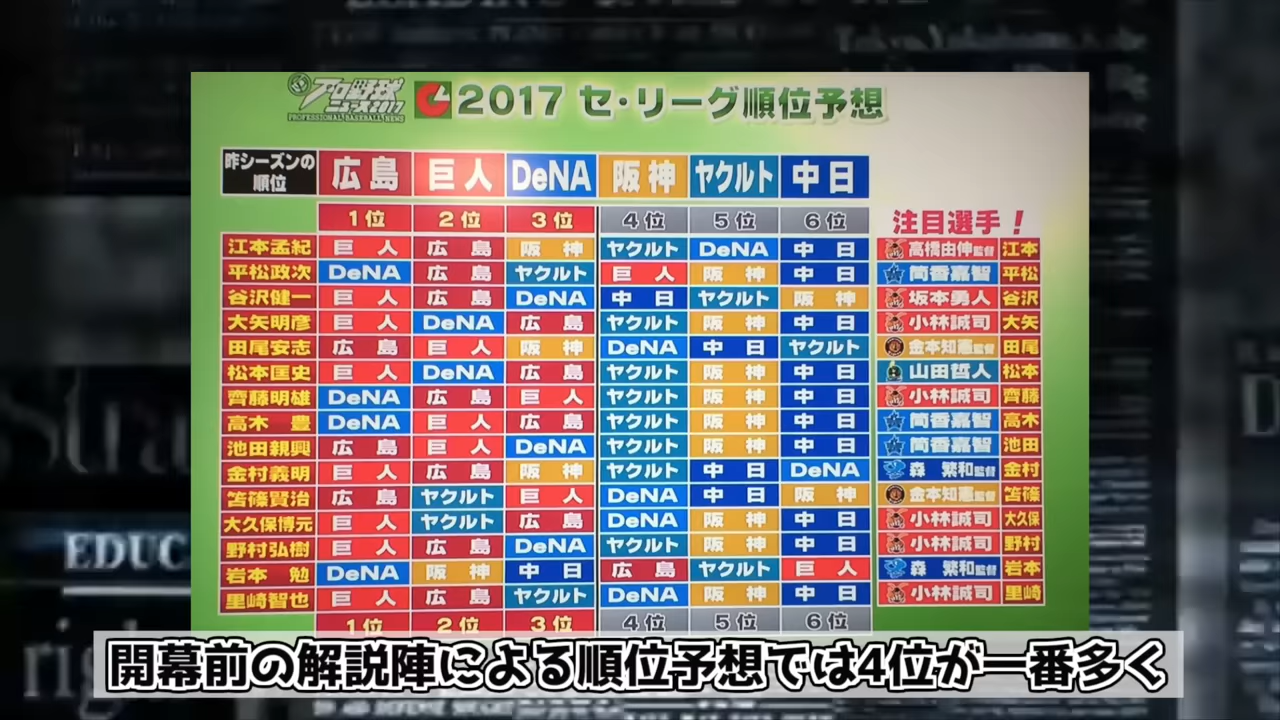 プロ野球
ニュース2017
PROFESSIONAL BASEBALL NEWS
2017 セ・リーグ順位予想
昨シーズンの順位 広島 巨人 DeNA 阪神 ヤクルト 中日
1位 2位 3位 4位 5位 6位 注目選手！
江本孟紀 巨人 広島 阪神 ヤクルト DeNA 中日 高橋由伸監督 江本
平松政次 DeNA 広島 ヤクルト 巨人 阪神 中日 筒香嘉智 平松
谷沢健一 巨人 広島 DeNA 中日 ヤクルト 阪神 坂本勇人 谷沢
大矢明彦 巨人 DeNA 広島 ヤクルト 阪神 中日 小林誠司 大矢
田尾安志 広島 巨人 阪神 DeNA 中日 ヤクルト 金本知憲監督 田尾
松本匡史 巨人 DeNA 広島 ヤクルト 阪神 中日 山田哲人 松本
齊藤明雄 DeNA 広島 巨人 ヤクルト 阪神 中日 小林誠司 齊藤
高木豊 DeNA 巨人 広島 ヤクルト 阪神 中日 筒香嘉智 高木
池田親興 広島 巨人 DeNA ヤクルト 阪神 中日 筒香嘉智 池田
金村義明 巨人 広島 阪神 ヤクルト 中日 DeNA 森繁和監督 金村
笘篠賢治 広島 ヤクルト 巨人 DeNA 中日 阪神 金本知憲監督 笘篠
大久保博元 巨人 ヤクルト 広島 DeNA 阪神 中日 小林誠司 大久保
野村弘樹 巨人 広島 DeNA ヤクルト 阪神 中日 小林誠司 野村
岩本勉 DeNA 阪神 中日 広島 ヤクルト 巨人 森繁和監督 岩本
里崎智也 巨人 広島 ヤクルト DeNA 阪神 中日 小林誠司 里崎
1位 2位 3位 4位 5位 6位
EDUC
開幕前の解説陣による順位予想では4位が一番多く